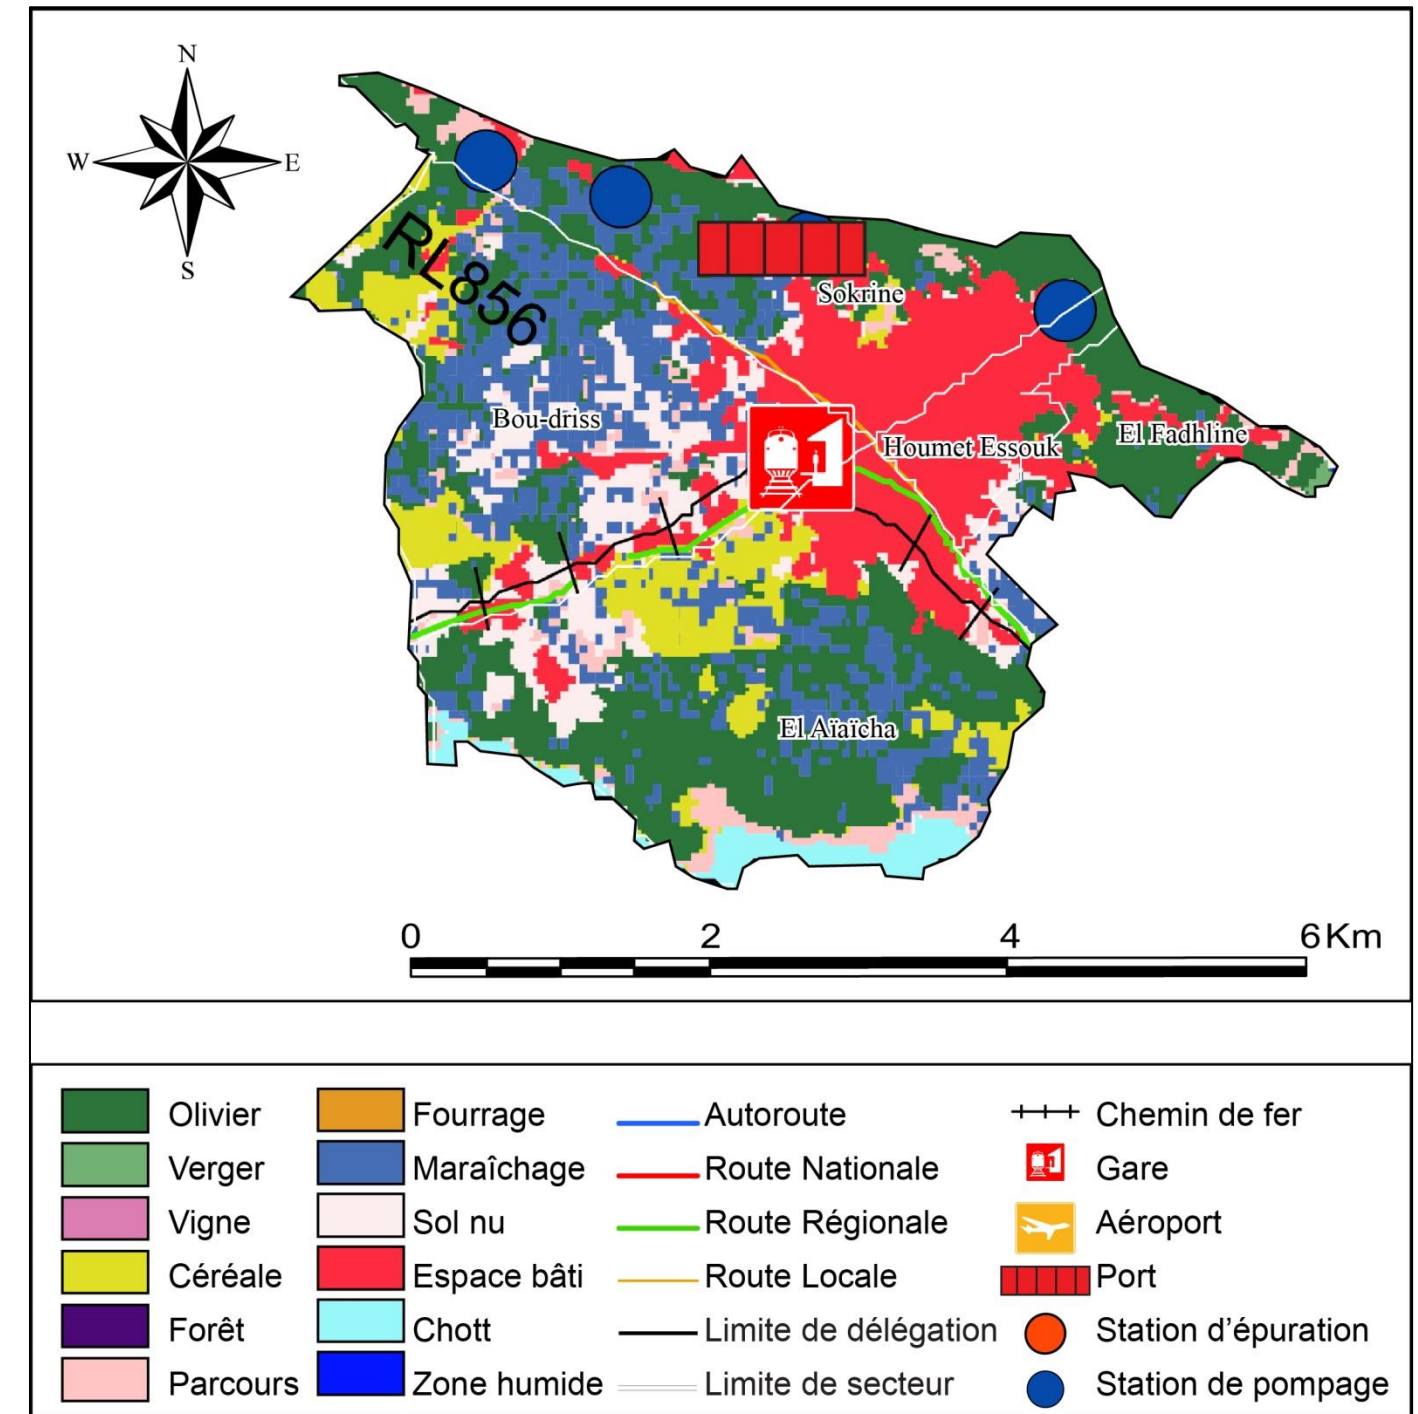 N
W
E
S
RL856
Sokrine
Bou-driss
Houmet Essouk
El Fadhline
El Aïaïcha
0 2 4 6 Km
Olivier
Verger
Vigne
Céréale
Forêt
Parcours
Fourrage
Maraîchage
Sol nu
Espace bâti
Chott
Zone humide
Autoroute
Route Nationale
Route Régionale
Route Locale
Limite de délégation
Limite de secteur
Chemin de fer
Gare
Aéroport
Port
Station d'épuration
Station de pompage